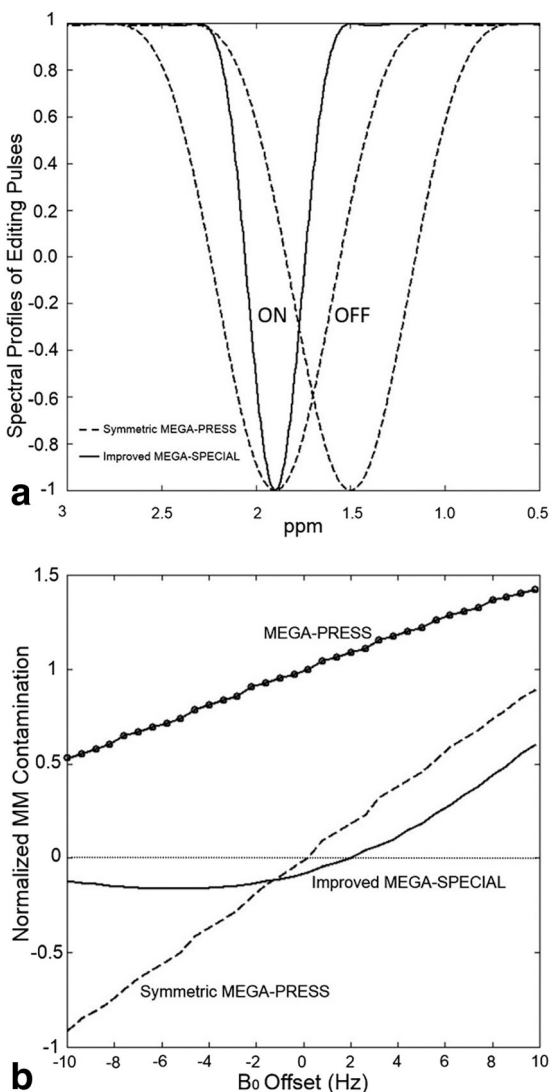 1
0.8
0.6
0.4
0.2
0.0
-0.2
-0.4
-0.6
-0.8
-1
Spectral Profiles of Editing Pulses
ON
OFF
Symmetric MEGA-PRESS
Improved MEGA-SPECIAL
3
2.5
2
1.5
1.0
0.5
ppm
a
1.5
1
0.5
0
-0.5
-1
Normalized MM Contamination
MEGA-PRESS
Improved MEGA-SPECIAL
Symmetric MEGA-PRESS
-10
-8
-6
-4
-2
0
2
4
6
8
10
B₀ Offset (Hz)
b